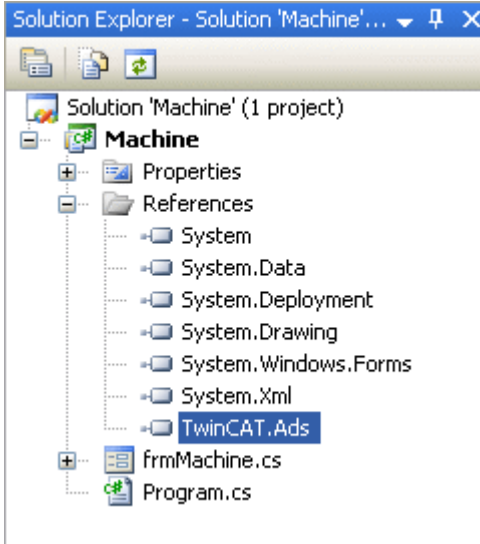 Solution Explorer - Solution 'Machine'...
Solution 'Machine' (1 project)
Machine
Properties
References
System
System.Data
System.Deployment
System.Drawing
System.Windows.Forms
System.Xml
TwinCAT.Ads
frmMachine.cs
Program.cs